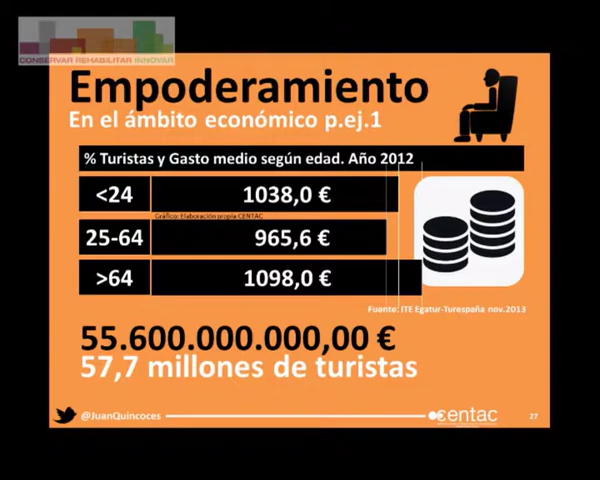 CONSERVAR REHABILITAR INNOVAR
Empoderamiento
En el ámbito económico p.ej.1
% Turistas y Gasto medio según edad. Año 2012
<24 1038,0 €
Gráfico: Elaboración propia CENTAC
25-64 965,6 €
>64 1098,0 €
Fuente: ITE Egatur-Turespaña nov.2013
55.600.000.000,00 €
57,7 millones de turistas
@JuanQuincoces
centac
27